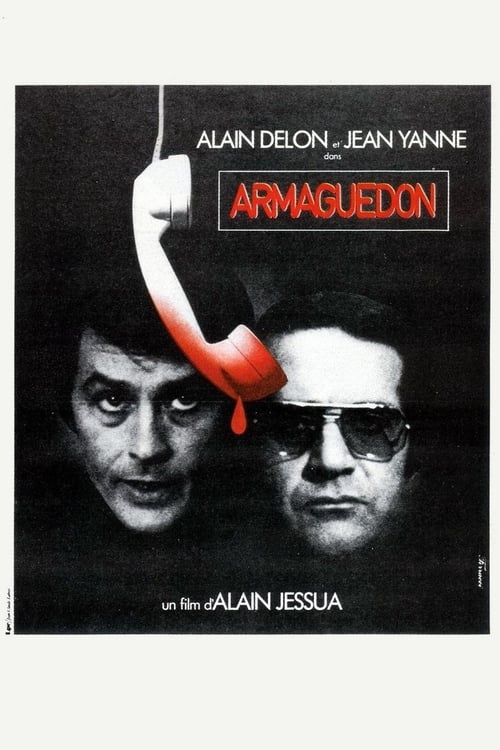 ALAIN DELON et JEAN YANNE
dans
ARMAGUEDON
un film d'ALAIN JESSUA